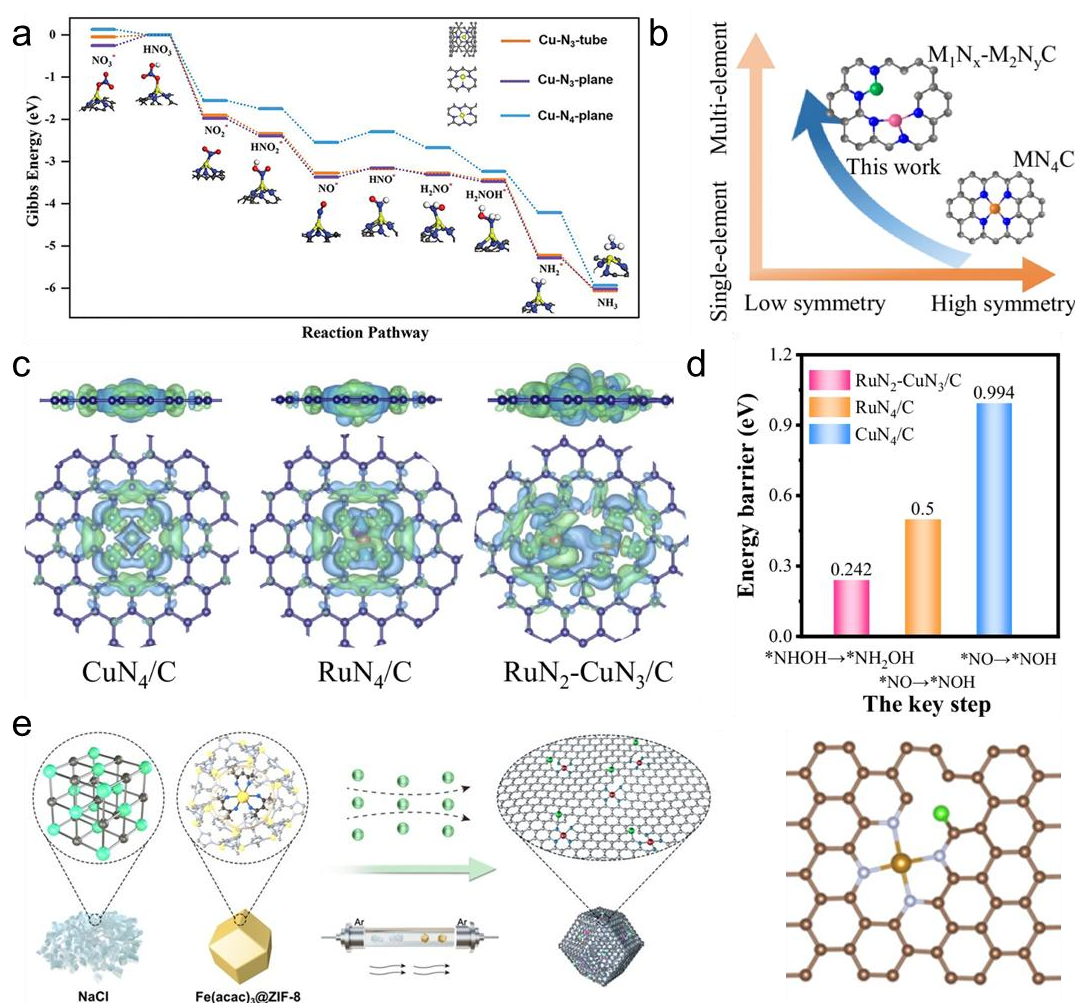 a
0
-1
-2
-3
-4
-5
-6
Gibbs Energy (eV)
Reaction Pathway
NO₃*
HNO₃
NO₂*
HNO₂*
NO*
HNO*
H₂NO*
H₂NOH*
NH₂*
NH₃
Cu-N₃-tube
Cu-N₃-plane
Cu-N₄-plane
b
Multi-element
Single-element
M₁Nₓ-M₂NᵧC
This work
MN₄C
Low symmetry
High symmetry
c
CuN₄/C
RuN₄/C
RuN₂-CuN₃/C
d
Energy barrier (eV)
1.2
0.9
0.6
0.3
0.0
RuN₂-CuN₃/C
RuN₄/C
CuN₄/C
0.242
0.5
0.994
*NHOH→*NH₂OH
*NO→*NOH
*NO→*NOH
The key step
e
NaCl
Fe(acac)₃@ZIF-8
Ar
Ar